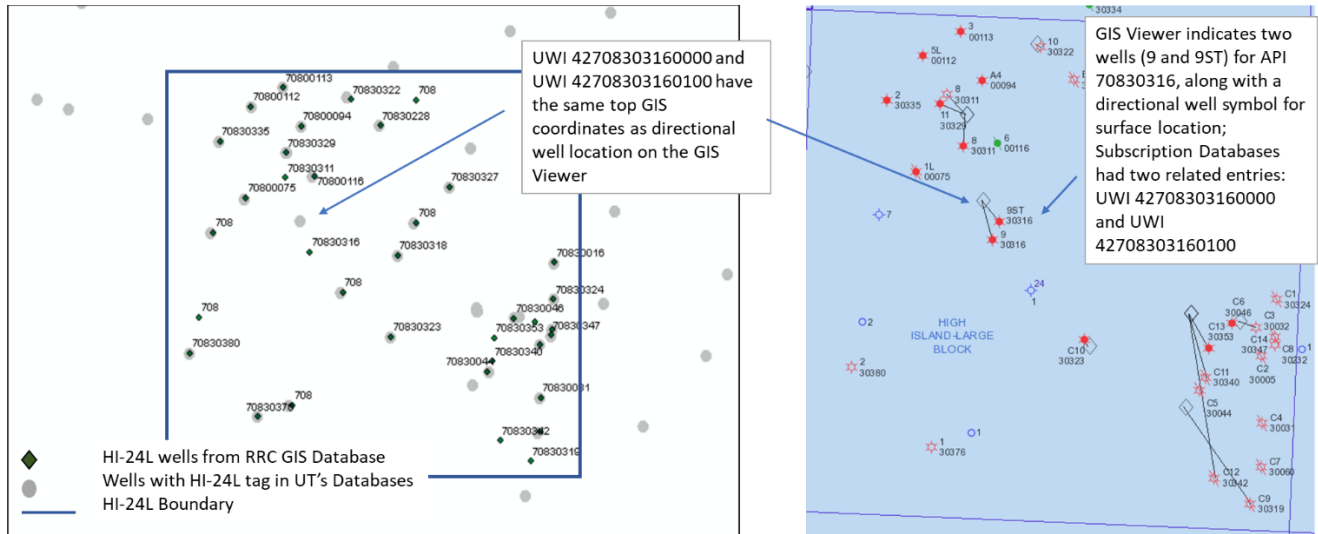 UWI 42708303160000 and
UWI 42708303160100 have
the same top GIS
coordinates as directional
well location on the GIS
Viewer
GIS Viewer indicates two
wells (9 and 9ST) for API
70830316, along with a
directional well symbol for
surface location;
Subscription Databases
had two related entries:
UWI 42708303160000
and UWI
42708303160100
70800113
70800112
70830322
708
70800094
70830228
70830335
70830329
70830311
70800116
70800075
70830327
708
708
70830316
70830318
70830016
708
70830324
708
70830046
70830323
70830353
70830347
70830380
70830340
70830044
70830031
708
70830376
70830342
70830319
HI-24L wells from RRC GIS Database
Wells with HI-24L tag in UT's Databases
HI-24L Boundary
30334
3
00113
10
30322
5L
00112
A4
00094
2
30335
8
30311
11
30329
8
30311
6
00116
1L
00075
7
9ST
30316
9
30316
24
1
2
HIGH
ISLAND-LARGE
BLOCK
2
30380
C10
30323
C1
30324
C6
30046
C3
30032
C13
30353
C14
30347
C8
30232
1
C2
30005
C11
30340
C5
30044
C4
30031
1
1
30376
C7
30060
C12
30342
C9
30319